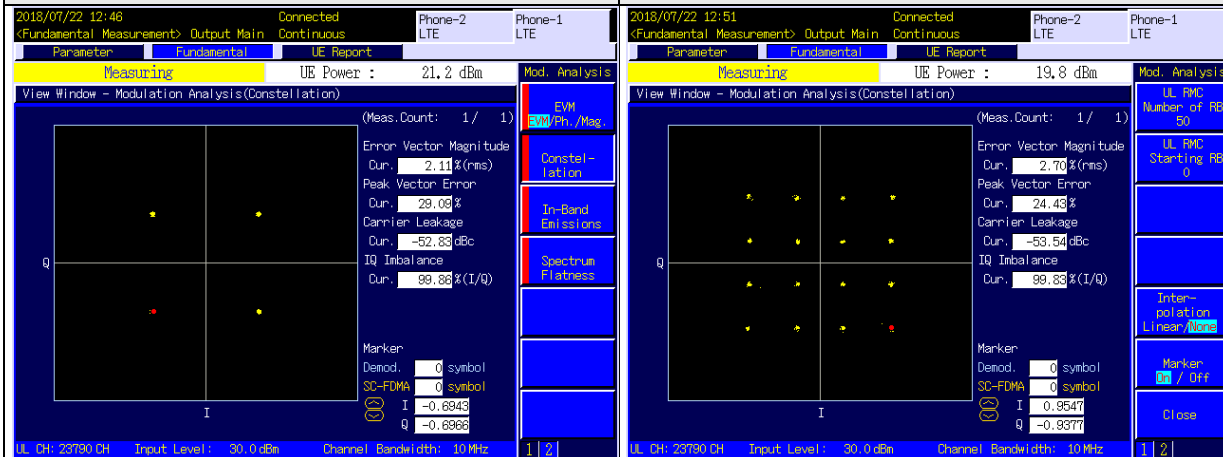 2018/07/22 12:46 Connected Phone-2 Phone-1
<Fundamental Measurement> Output Main Continuous LTE LTE
Parameter Fundamental UE Report
Measuring UE Power : 21.2 dBm Mod. Analysis
View Window - Modulation Analysis(Constellation)
(Meas.Count: 1/ 1)
Error Vector Magnitude
Cur. 2.11 %(rms)
Peak Vector Error
Cur. 29.09 %
Carrier Leakage
Cur. -52.83 dBc
IQ Imbalance
Cur. 99.86 %(I/Q)
Q
I
Marker
Demod. 0 symbol
SC-FDMA 0 symbol
I -0.6943
Q -0.6966
EVM
EVM/Ph./Mag.
Constel-
lation
In-Band
Emissions
Spectrum
Flatness
UL CH: 23790 CH Input Level: 30.0 dBm Channel Bandwidth: 10 MHz 1 2
2018/07/22 12:51 Connected Phone-2 Phone-1
<Fundamental Measurement> Output Main Continuous LTE LTE
Parameter Fundamental UE Report
Measuring UE Power : 19.8 dBm Mod. Analysis
View Window - Modulation Analysis(Constellation)
(Meas.Count: 1/ 1)
Error Vector Magnitude
Cur. 2.70 %(rms)
Peak Vector Error
Cur. 24.43 %
Carrier Leakage
Cur. -53.54 dBc
IQ Imbalance
Cur. 99.83 %(I/Q)
Q
I
Marker
Demod. 0 symbol
SC-FDMA 0 symbol
I 0.9547
Q -0.9377
UL RMC
Number of RB
50
UL RMC
Starting RB
0
Inter-
polation
Linear/None
Marker
On / Off
Close
UL CH: 23790 CH Input Level: 30.0 dBm Channel Bandwidth: 10 MHz 1 2